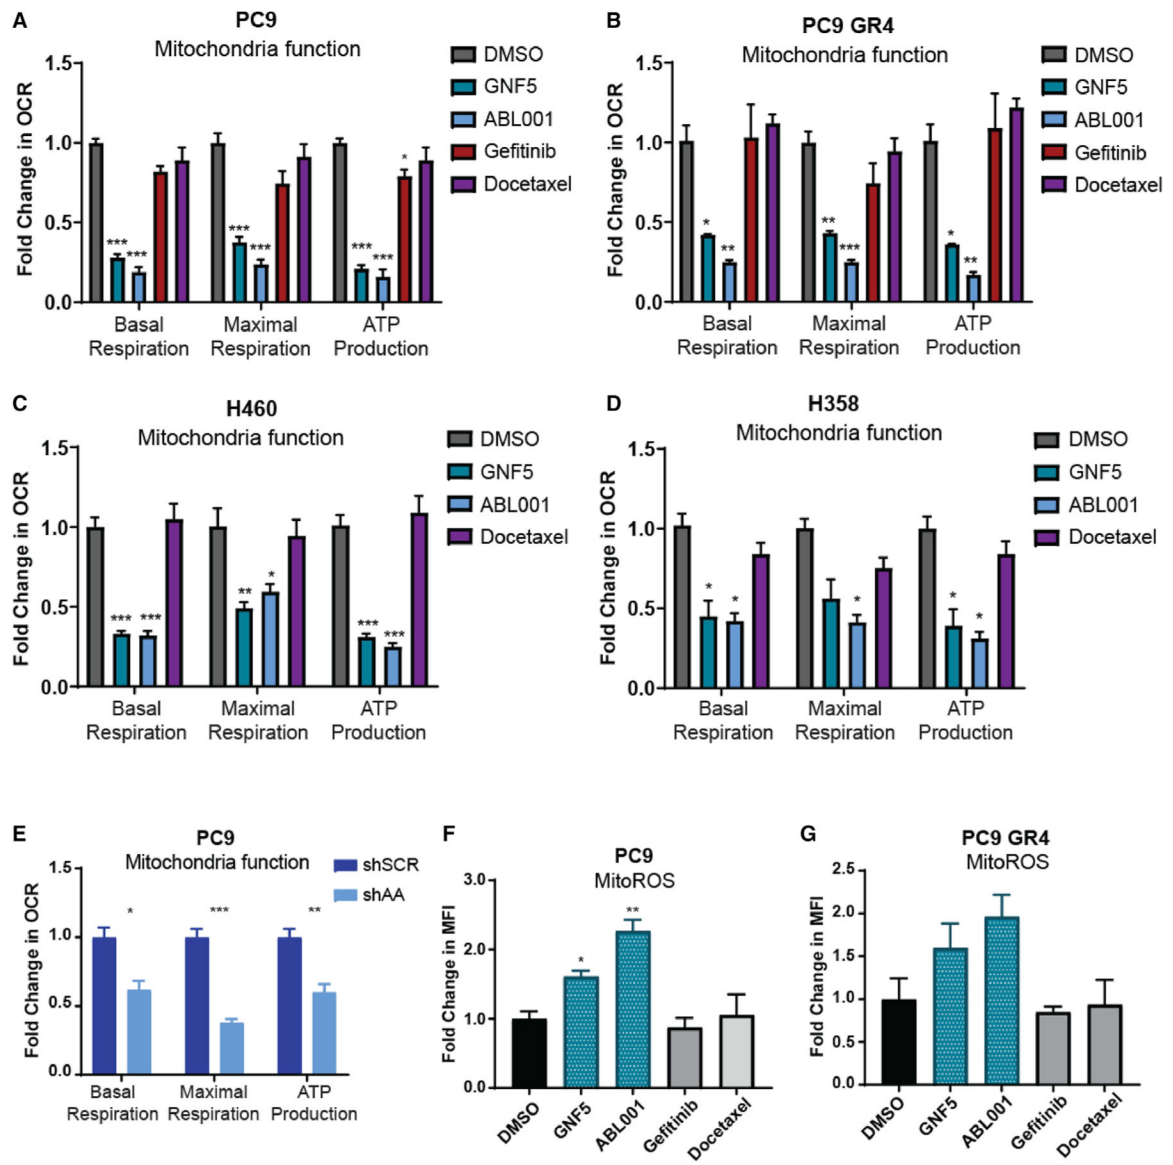 A
PC9
Mitochondria function
Fold Change in OCR
1.5
1.0
0.5
0.0
*** *** *** *** *** *** *
Basal Respiration
Maximal Respiration
ATP Production
DMSO
GNF5
ABL001
Gefitinib
Docetaxel
B
PC9 GR4
Mitochondria function
Fold Change in OCR
1.5
1.0
0.5
0.0
* ** ** *** * **
Basal Respiration
Maximal Respiration
ATP Production
DMSO
GNF5
ABL001
Gefitinib
Docetaxel
C
H460
Mitochondria function
Fold Change in OCR
1.5
1.0
0.5
0.0
*** *** ** * *** ***
Basal Respiration
Maximal Respiration
ATP Production
DMSO
GNF5
ABL001
Docetaxel
D
H358
Mitochondria function
Fold Change in OCR
1.5
1.0
0.5
0.0
* * * * *
Basal Respiration
Maximal Respiration
ATP Production
DMSO
GNF5
ABL001
Docetaxel
E
PC9
Mitochondria function
Fold Change in OCR
1.5
1.0
0.5
0.0
* *** **
Basal Respiration
Maximal Respiration
ATP Production
shSCR
shAA
F
PC9
MitoROS
Fold Change in MFI
3.0
2.0
1.0
0.0
* **
DMSO
GNF5
ABL001
Gefitinib
Docetaxel
G
PC9 GR4
MitoROS
Fold Change in MFI
2.5
2.0
1.5
1.0
0.5
0.0
DMSO
GNF5
ABL001
Gefitinib
Docetaxel